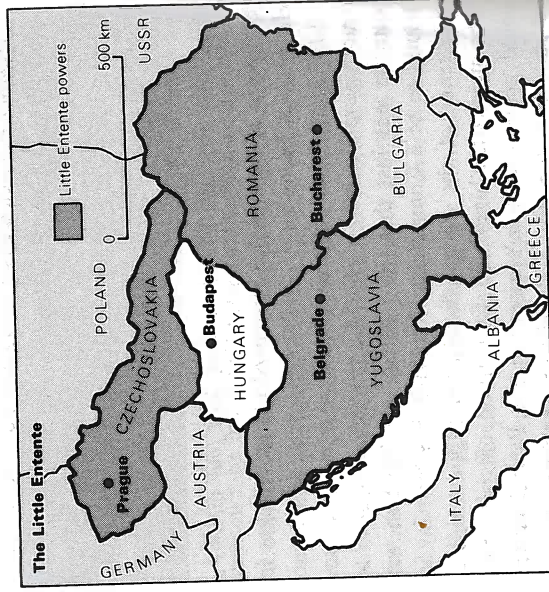 The Little Entente
Little Entente powers
0 500 km
USSR
POLAND
GERMANY
Prague
CZECHOSLOVAKIA
AUSTRIA
Budapest
HUNGARY
ROMANIA
Bucharest
Belgrade
YUGOSLAVIA
BULGARIA
ITALY
ALBANIA
GREECE